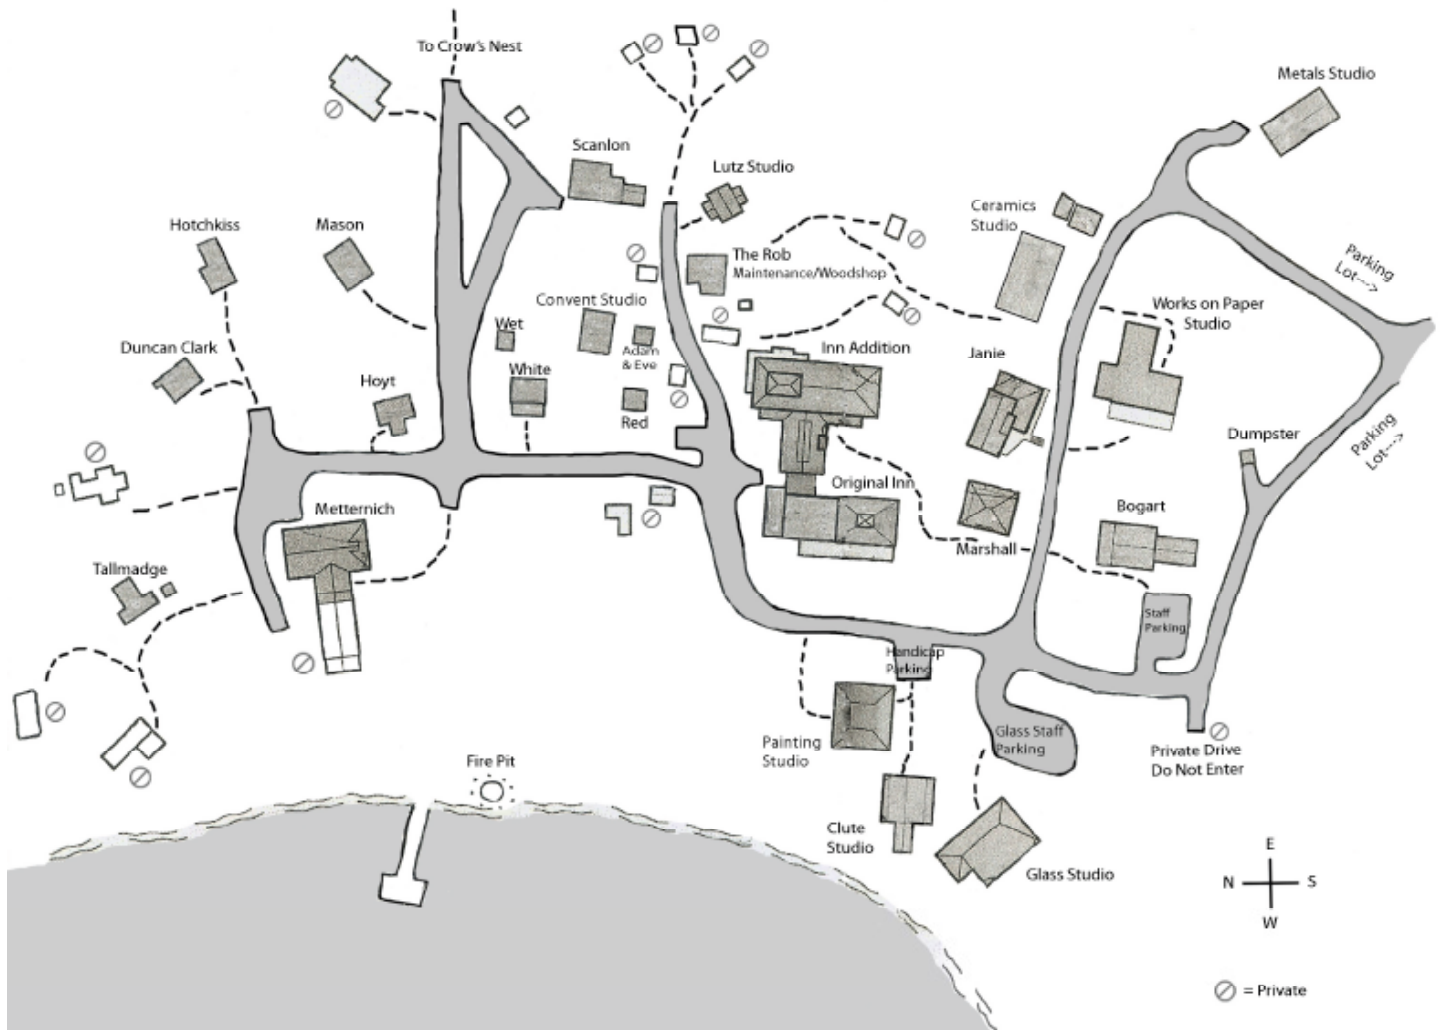 To Crow's Nest
Metals Studio
Scanlon
Lutz Studio
Ceramics
Studio
Hotchkiss
Mason
The Rob
Maintenance/Woodshop
Parking
Lot--->
Convent Studio
Works on Paper
Studio
Wet
Duncan Clark
Adam
& Eve
Inn Addition
Janie
White
Hoyt
Red
Dumpster
Parking
Lot--->
Original Inn
Metternich
Bogart
Marshall
Tallmadge
Staff
Parking
Handicap
Parking
Glass Staff
Parking
Painting
Studio
Private Drive
Do Not Enter
Fire Pit
Clute
Studio
Glass Studio
E
N
S
W
= Private